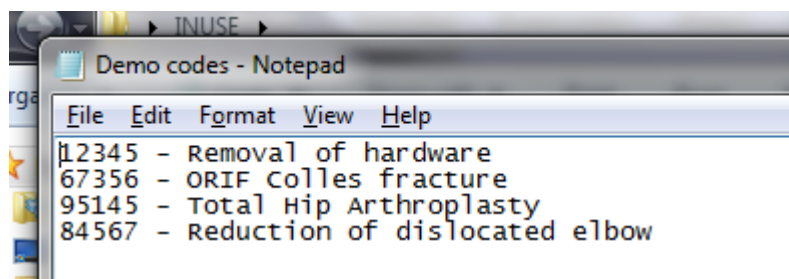 INUSE
Demo codes - Notepad
File Edit Format View Help
12345 - Removal of hardware
67356 - ORIF Colles fracture
95145 - Total Hip Arthroplasty
84567 - Reduction of dislocated elbow